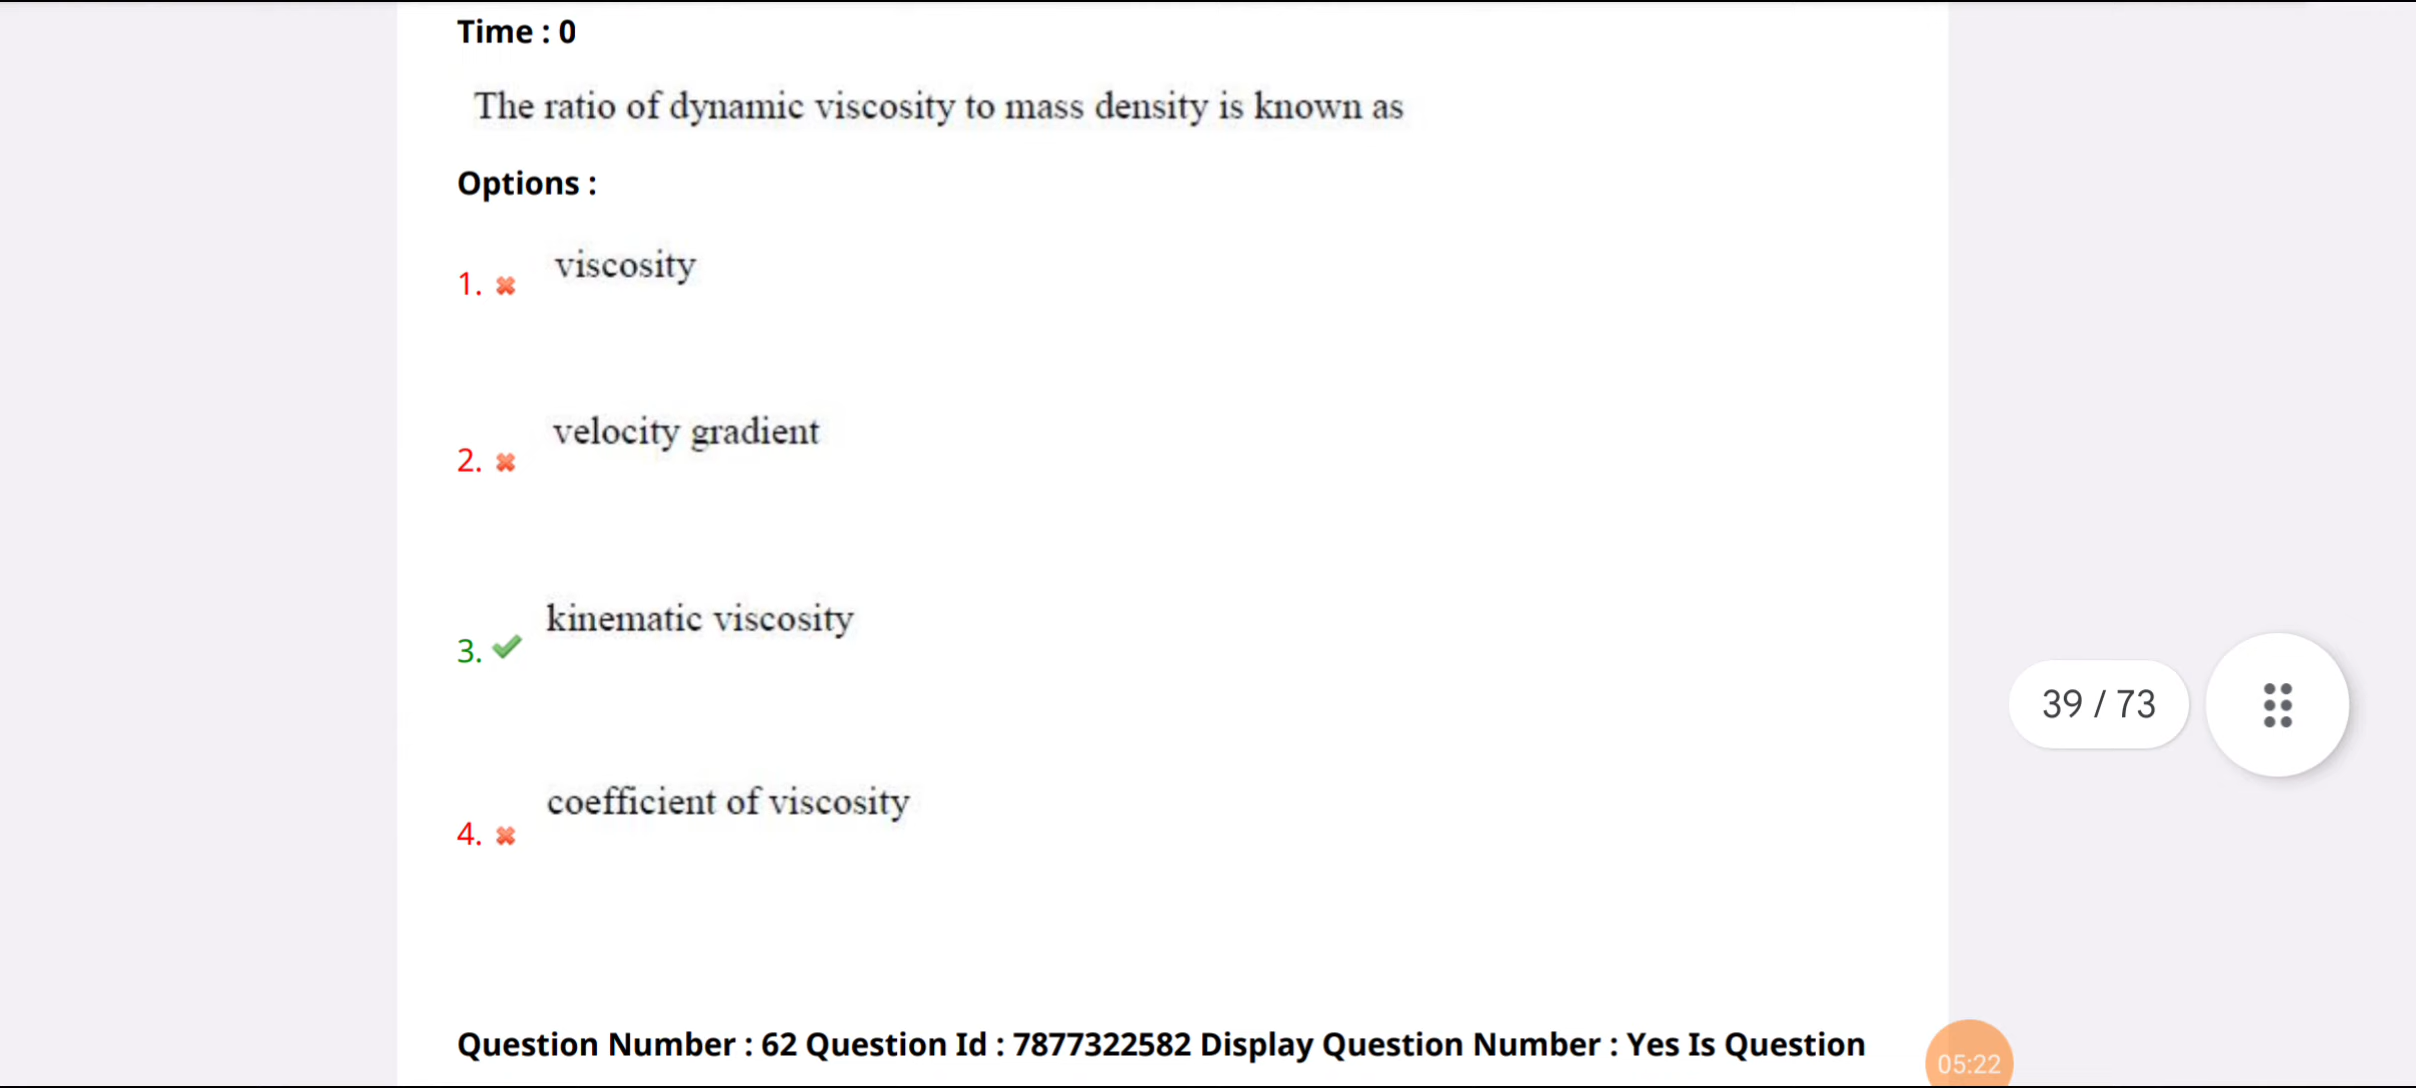 Time : 0
The ratio of dynamic viscosity to mass density is known as
Options :
1. viscosity
2. velocity gradient
3. kinematic viscosity
4. coefficient of viscosity
39 / 73
Question Number : 62 Question Id : 7877322582 Display Question Number : Yes Is Question
05:22